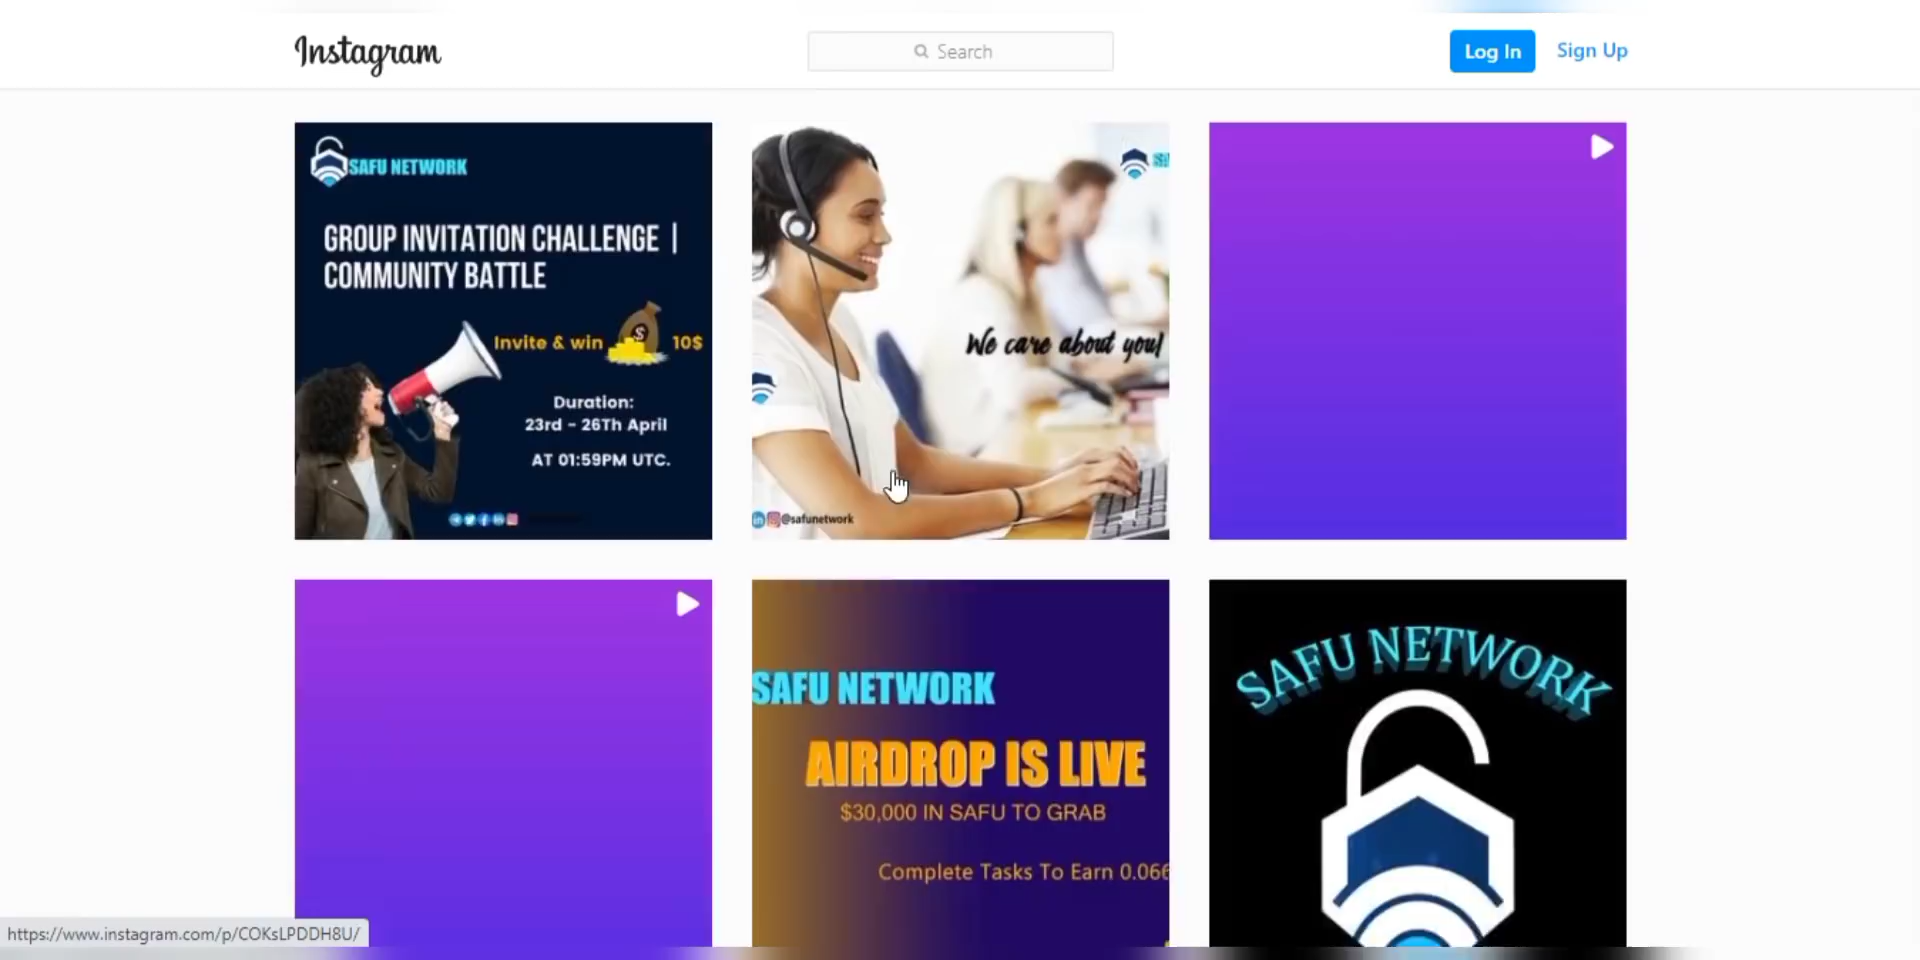 Instagram
Search
Log In
Sign Up
SAFU NETWORK
GROUP INVITATION CHALLENGE |
COMMUNITY BATTLE
Invite & win
$
10$
Duration:
23rd - 26Th April
AT 01:59PM UTC.
We care about you!
@safunetwork
SAFU NETWORK
AIRDROP IS LIVE
$30,000 IN SAFU TO GRAB
Complete Tasks To Earn 0.066
SAFU NETWORK
https://www.instagram.com/p/COKsLPDDH8U/